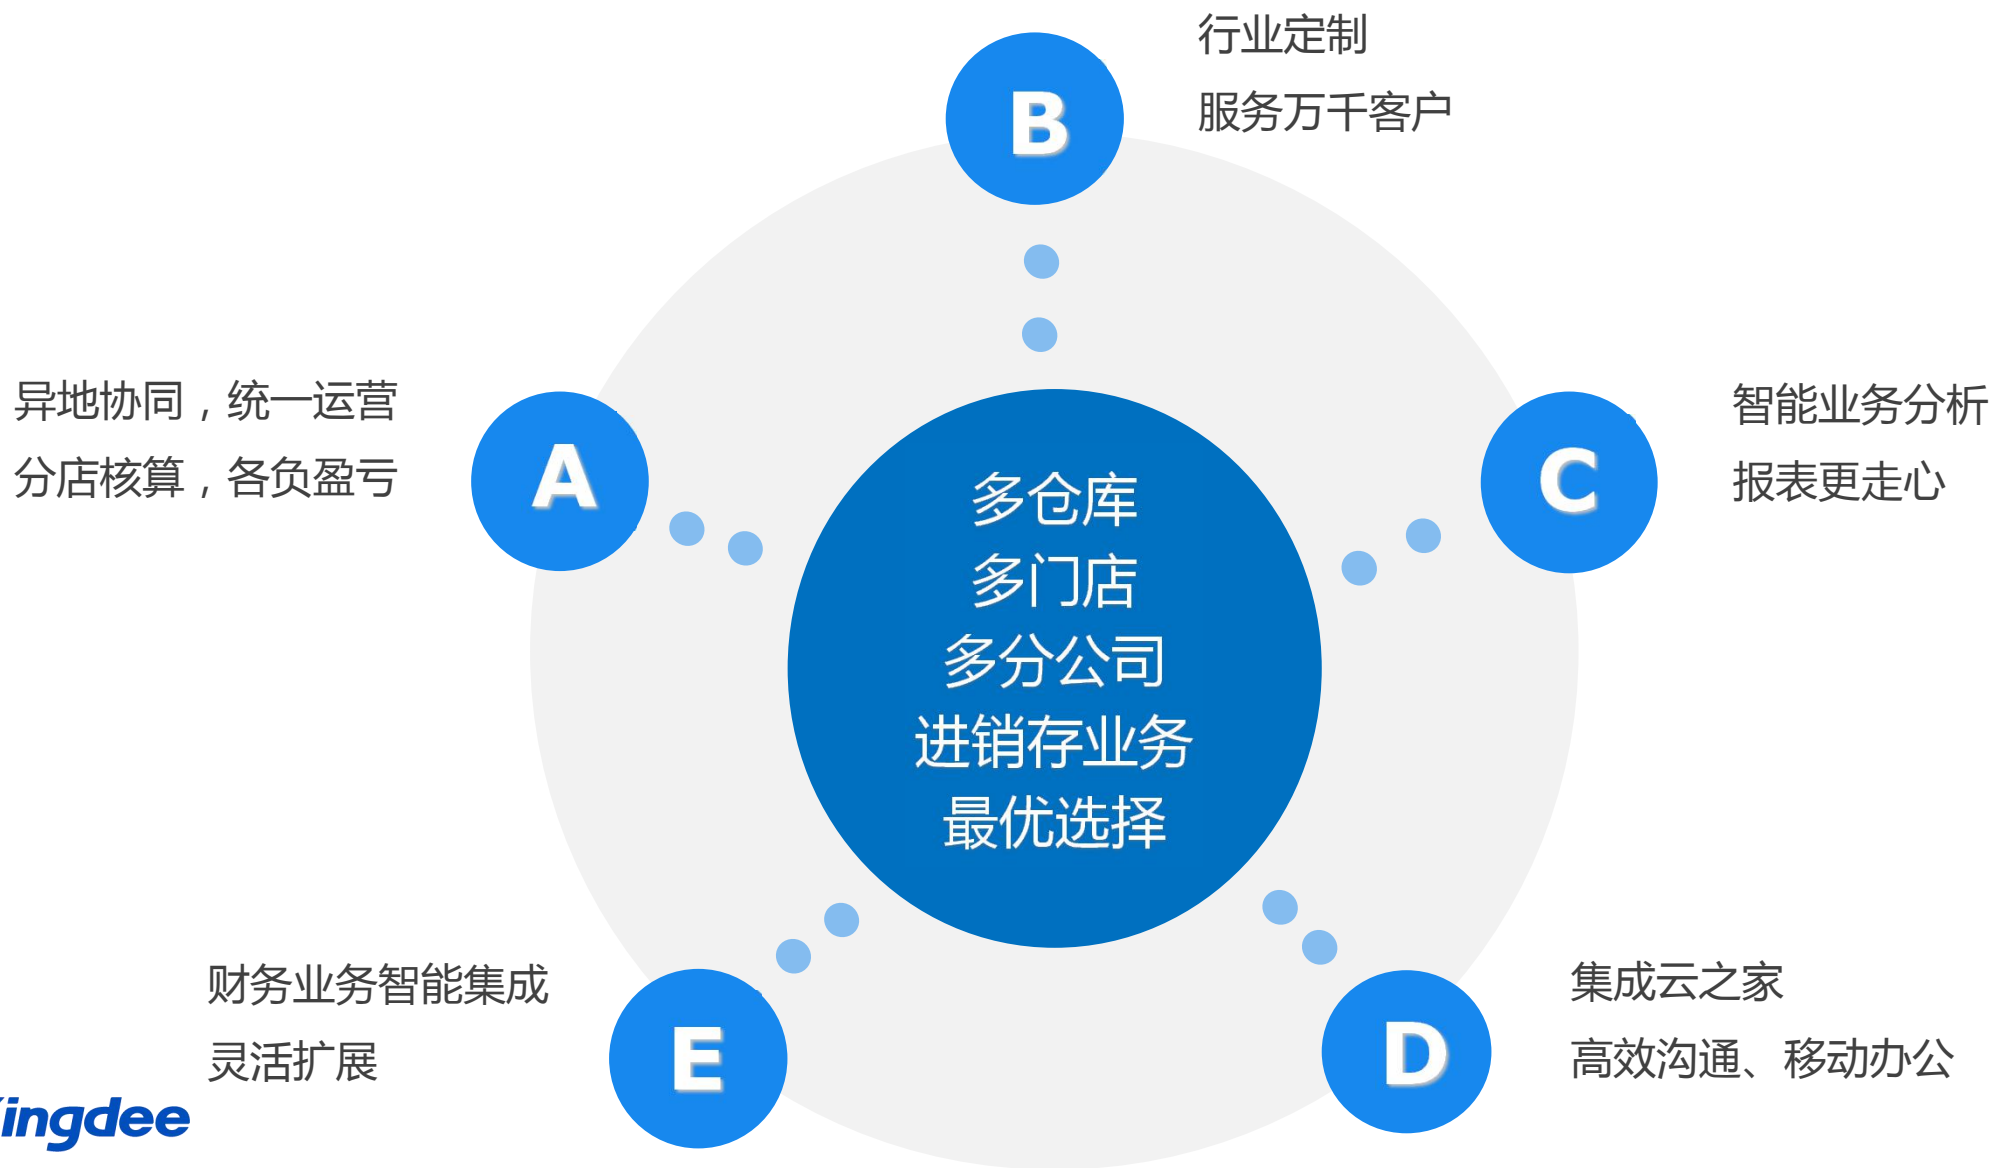 行业定制
服务万千客户
B
异地协同，统一运营
分店核算，各负盈亏
A
智能业务分析
报表更走心
C
多仓库
多门店
多分公司
进销存业务
最优选择
财务业务智能集成
灵活扩展
E
集成云之家
高效沟通、移动办公
D
Kingdee